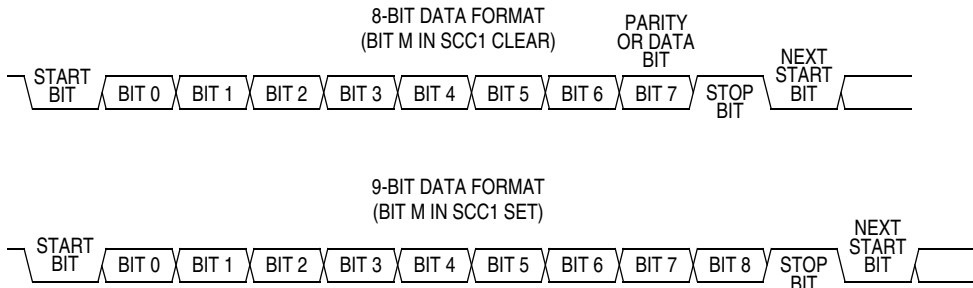 8-BIT DATA FORMAT
(BIT M IN SCC1 CLEAR)
PARITY
OR DATA
BIT
START
BIT
BIT 0
BIT 1
BIT 2
BIT 3
BIT 4
BIT 5
BIT 6
BIT 7
STOP
BIT
NEXT
START
BIT
9-BIT DATA FORMAT
(BIT M IN SCC1 SET)
START
BIT
BIT 0
BIT 1
BIT 2
BIT 3
BIT 4
BIT 5
BIT 6
BIT 7
BIT 8
STOP
BIT
NEXT
START
BIT